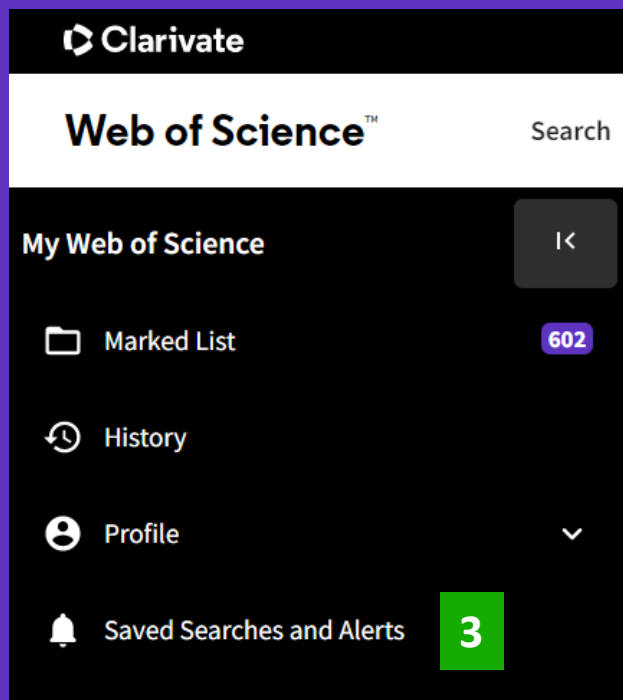 Clarivate
Web of Science™ Search
My Web of Science
Marked List 602
History
Profile
Saved Searches and Alerts 3